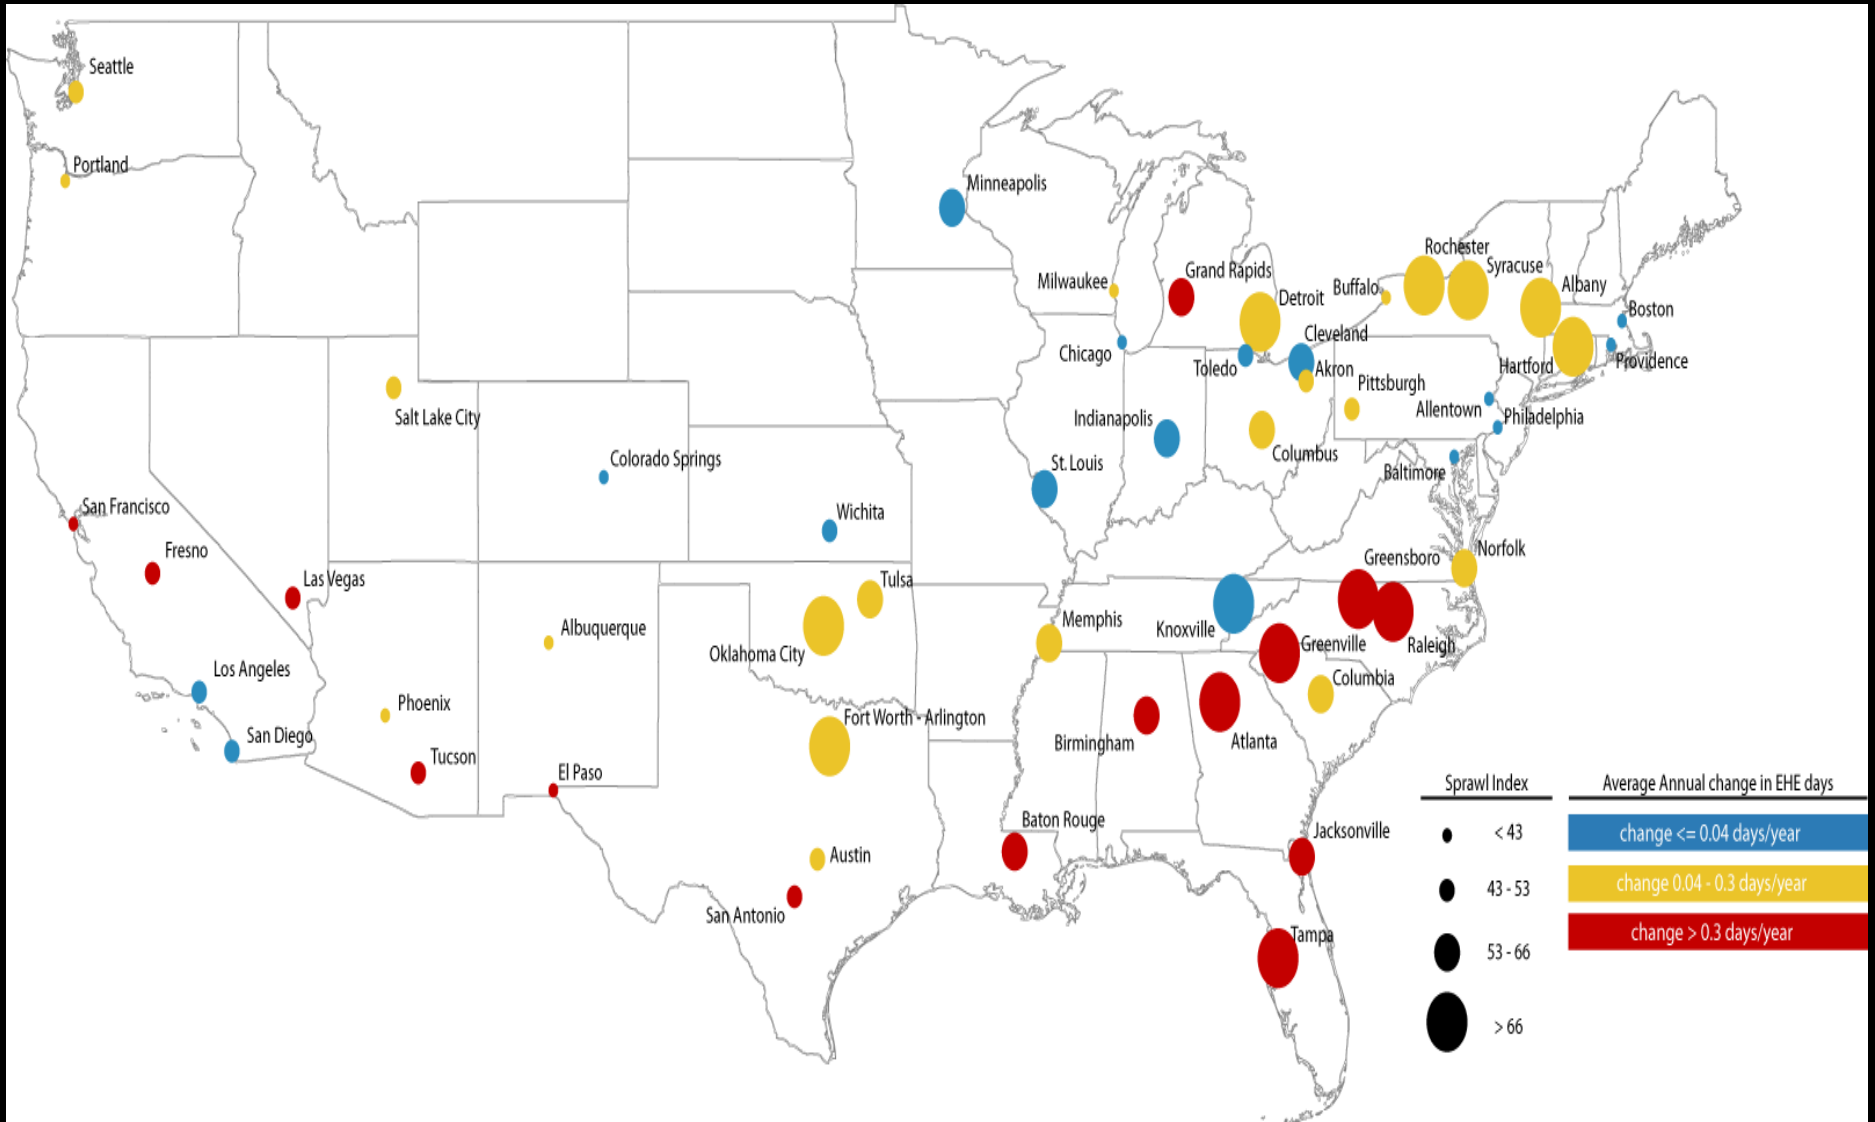 Seattle
Portland
Minneapolis
Rochester
Syracuse
Grand Rapids
Milwaukee
Buffalo
Albany
Detroit
Boston
Cleveland
Chicago
Toledo
Akron
Hartford
Providence
Pittsburgh
Salt Lake City
Allentown
Philadelphia
Indianapolis
Columbus
Colorado Springs
St. Louis
Baltimore
San Francisco
Wichita
Fresno
Norfolk
Greensboro
Las Vegas
Tulsa
Albuquerque
Memphis
Knoxville
Oklahoma City
Greenville
Raleigh
Los Angeles
Columbia
Phoenix
Fort Worth - Arlington
San Diego
Birmingham
Atlanta
Tucson
El Paso
Baton Rouge
Jacksonville
Austin
San Antonio
Tampa
Sprawl Index
< 43
43 - 53
53 - 66
> 66
Average Annual change in EHE days
change <= 0.04 days/year
change 0.04 - 0.3 days/year
change > 0.3 days/year